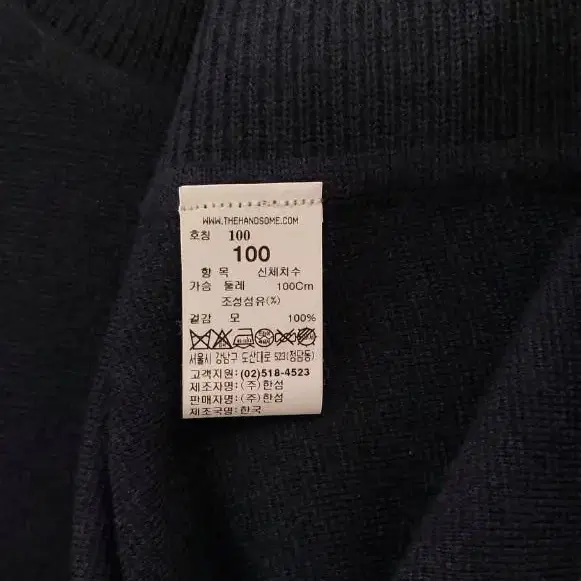 WWW.THEHANDSOME.COM
호칭 100
100
항 목 신체치수
가슴 둘레 100Cm
조성섬유(%)
겉감 모 100%
서울시 강남구 도산대로 523(청담동)
고객지원: (02)518-4523
제조자명:(주)한섬
판매자명:(주)한섬
제조국명:한국